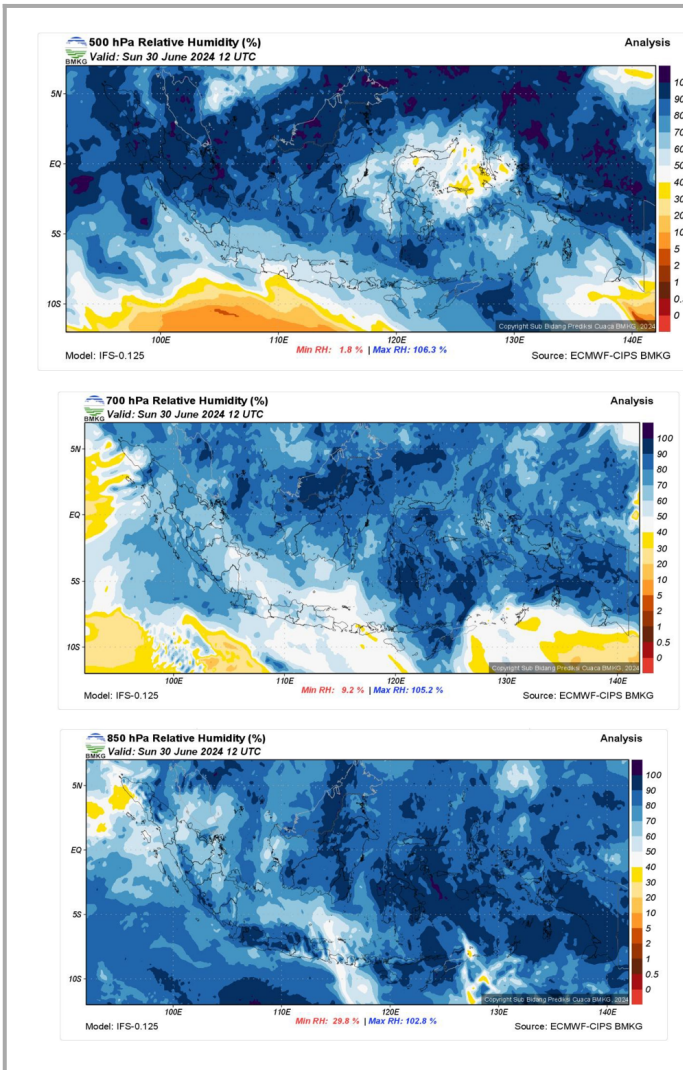 500 hPa Relative Humidity (%)
Analysis
BMKG
Valid: Sun 30 June 2024 12 UTC
5N
EQ
5S
10S
10
90
80
70
60
50
40
30
20
10
5
2
1
0.
0
Copyright Sub Bidang Prediksi Cuaca BMKG, 2024
100E
110E
120E
130E
140E
Model: IFS-0.125
Min RH: 1.8 % | Max RH: 106.3 %
Source: ECMWF-CIPS BMKG
700 hPa Relative Humidity (%)
Analysis
BMKG
Valid: Sun 30 June 2024 12 UTC
5N
EQ
5S
10S
100
90
80
70
60
50
40
30
20
10
5
2
1
0.5
0
Copyright Sub Bidang Prediksi Cuaca BMKG, 2024
100E
110E
120E
130E
140E
Model: IFS-0.125
Min RH: 9.2 % | Max RH: 105.2 %
Source: ECMWF-CIPS BMKG
850 hPa Relative Humidity (%)
Analysis
BMKG
Valid: Sun 30 June 2024 12 UTC
5N
EQ
5S
10S
100
90
80
70
60
50
40
30
20
10
5
2
1
0.5
0
Copyright Sub Bidang Prediksi Cuaca BMKG, 2024
100E
110E
120E
130E
140E
Model: IFS-0.125
Min RH: 29.8 % | Max RH: 102.8 %
Source: ECMWF-CIPS BMKG